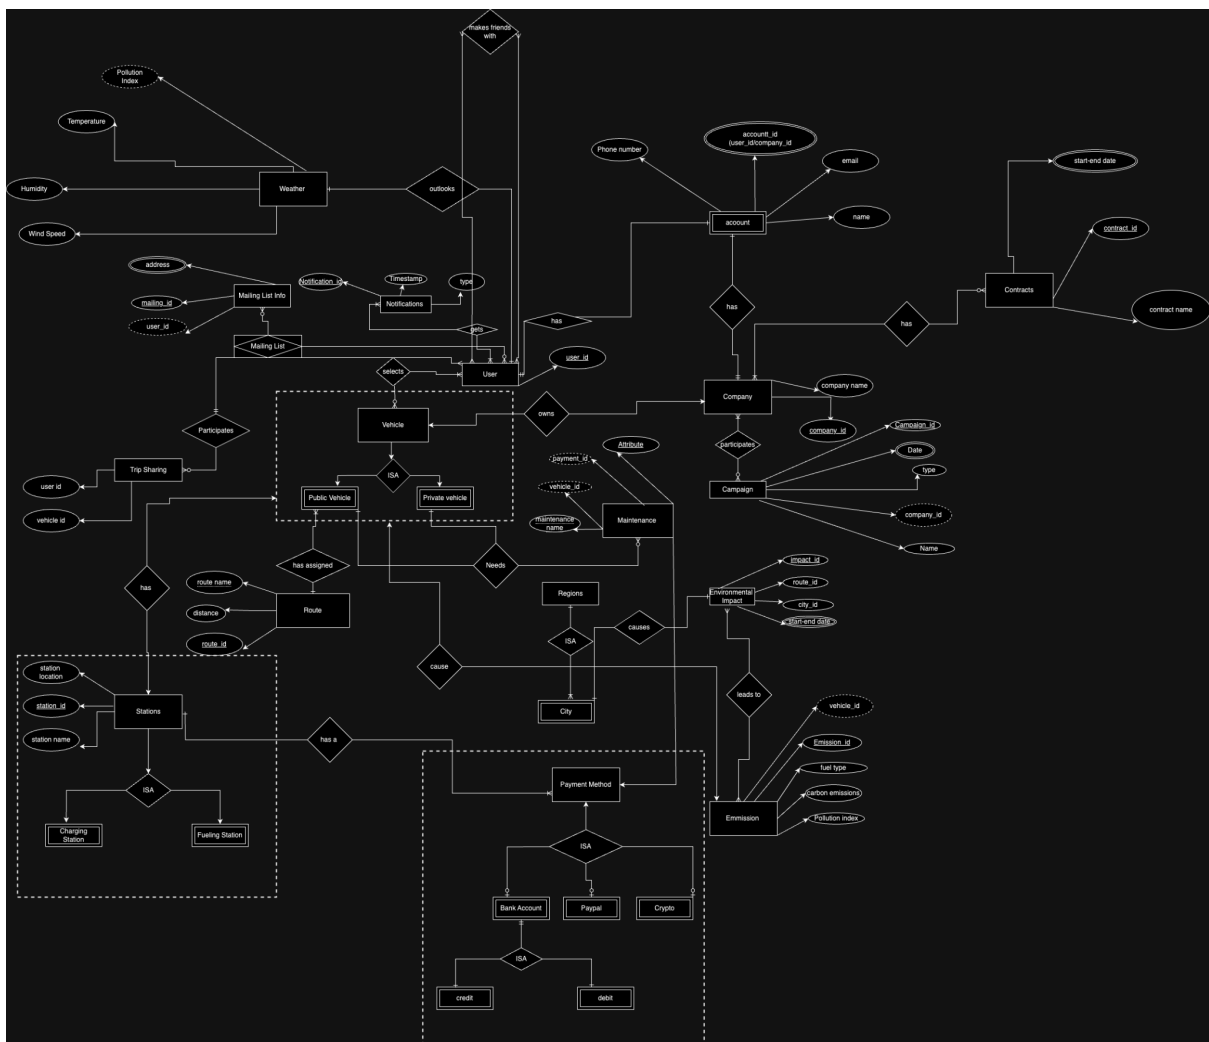 makes friends
with
Pollution
Index
Temperature
Phone number
accountt_id
(user_id/company_id
email
start-end date
Humidity
Weather
outlooks
name
account
contract_id
Wind Speed
address
Notification_id
Timestamp
type
Mailing List Info
mailing_id
Notifications
Contracts
contract name
user_id
gets
has
has
has
Mailing List
user_id
selects
User
company name
Vehicle
owns
Company
company_id
Campaign_id
Participates
participates
Attribute
Date
payment_id
type
Trip Sharing
ISA
user id
vehicle_id
Campaign
Public Vehicle
Private vehicle
company_id
vehicle id
maintenance
name
Maintenance
Name
has assigned
Needs
impact_id
has
route name
Regions
Environmental
Impact
route_id
distance
Route
causes
city_id
ISA
start-end date
route_id
station
location
cause
leads to
station_id
Stations
City
vehicle_id
station name
has a
Emission_id
fuel type
ISA
Payment Method
carbon emissions
Emmission
Pollution index
Charging
Station
Fueling Station
ISA
Bank Account
Paypal
Crypto
ISA
credit
debit